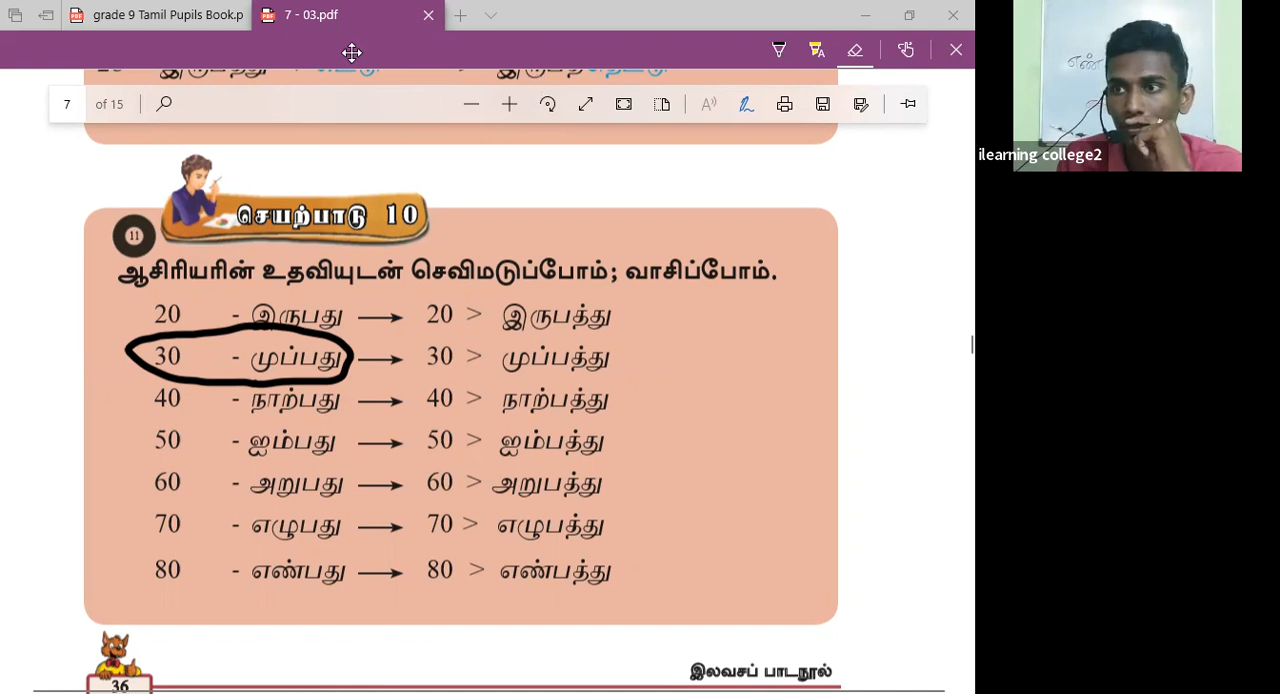 grade 9 Tamil Pupils Book.p
7 - 03.pdf
7 of 15
எண்
ilearning college2
செயற்பாடு 10
11
ஆசிரியரின் உதவியுடன் செவிமடுப்போம்; வாசிப்போம்.
20 - இருபது → 20 > இருபத்து
30 - முப்பது → 30 > முப்பத்து
40 - நாற்பது → 40 > நாற்பத்து
50 - ஐம்பது → 50 > ஐம்பத்து
60 - அறுபது → 60 > அறுபத்து
70 - எழுபது → 70 > எழுபத்து
80 - எண்பது → 80 > எண்பத்து
இலவசப் பாடநூல்
36